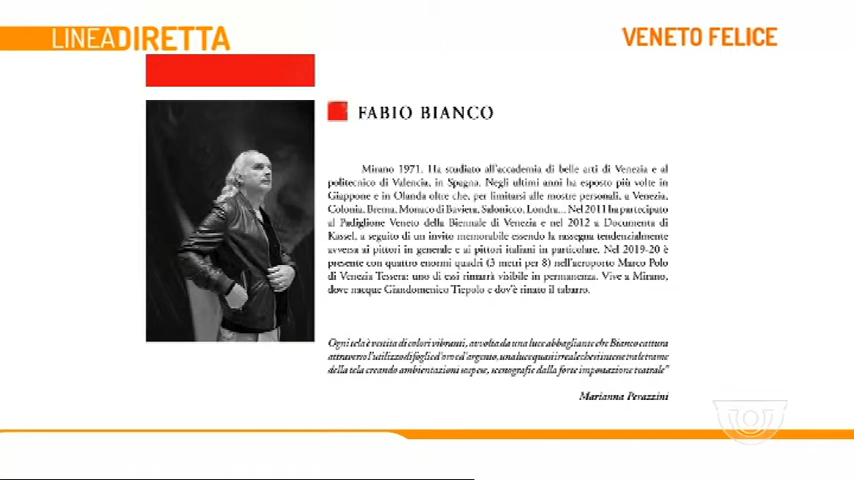 LINEADIRETTA
VENETO FELICE
FABIO BIANCO
Mirano 1971. Ha studiato all'accademia di belle arti di Venezia e al
politecnico di Valencia, in Spagna. Negli ultimi anni ha esposto più volte in
Giappone e in Olanda oltre che, per limitarsi alle mostre personali, a Venezia,
Colonia, Brema, Monaco di Baviera, Salonicco, Londra... Nel 2011 ha partecipato
al Padiglione Veneto della Biennale di Venezia e nel 2012 a Documenta di
Kassel, a seguito di un invito memorabile essendo la rassegna tendenzialmente
avversa ai pittori in generale e ai pittori italiani in particolare. Nel 2019-20 è
presente con quattro enormi quadri (3 metri per 8) nell'aeroporto Marco Polo
di Venezia Tessera: uno di essi rimarrà visibile in permanenza. Vive a Mirano,
dove nacque Giandomenico Tiepolo e dov'è rinato il tabarro.
Ogni tela è vestita di colori vibranti, avvolta da una luce abbagliante che Bianco cattura
attraverso l'utilizzo di foglie d'oro e d'argento, una luce quasi irreale che si insinua tra le trame
della tela creando ambientazioni sospese, scenografie dalla forte impostazione teatrale"
Marianna Perazzini